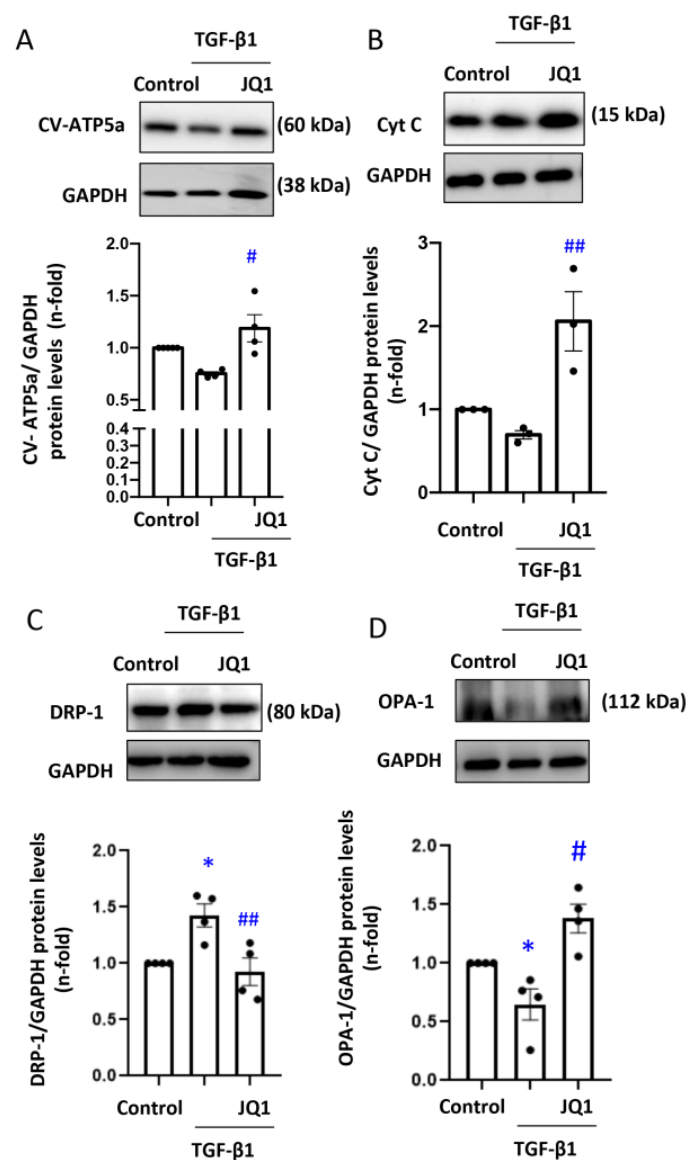 A
TGF-β1
Control JQ1
CV-ATP5a (60 kDa)
GAPDH (38 kDa)
CV- ATP5a/ GAPDH
protein levels (n-fold)
2.0
1.5
1.0
0.5
0.4
0.3
0.2
0.1
0.0
#
Control JQ1
TGF-β1
B
TGF-β1
Control JQ1
Cyt C (15 kDa)
GAPDH
Cyt C/ GAPDH protein levels
(n-fold)
3
2
1
0
##
Control JQ1
TGF-β1
C
TGF-β1
Control JQ1
DRP-1 (80 kDa)
GAPDH
DRP-1/GAPDH protein levels
(n-fold)
2.0
1.5
1.0
0.5
0.0
*
##
Control JQ1
TGF-β1
D
TGF-β1
Control JQ1
OPA-1 (112 kDa)
GAPDH
OPA-1/GAPDH protein levels
(n-fold)
2.0
1.5
1.0
0.5
0.0
*
#
Control JQ1
TGF-β1